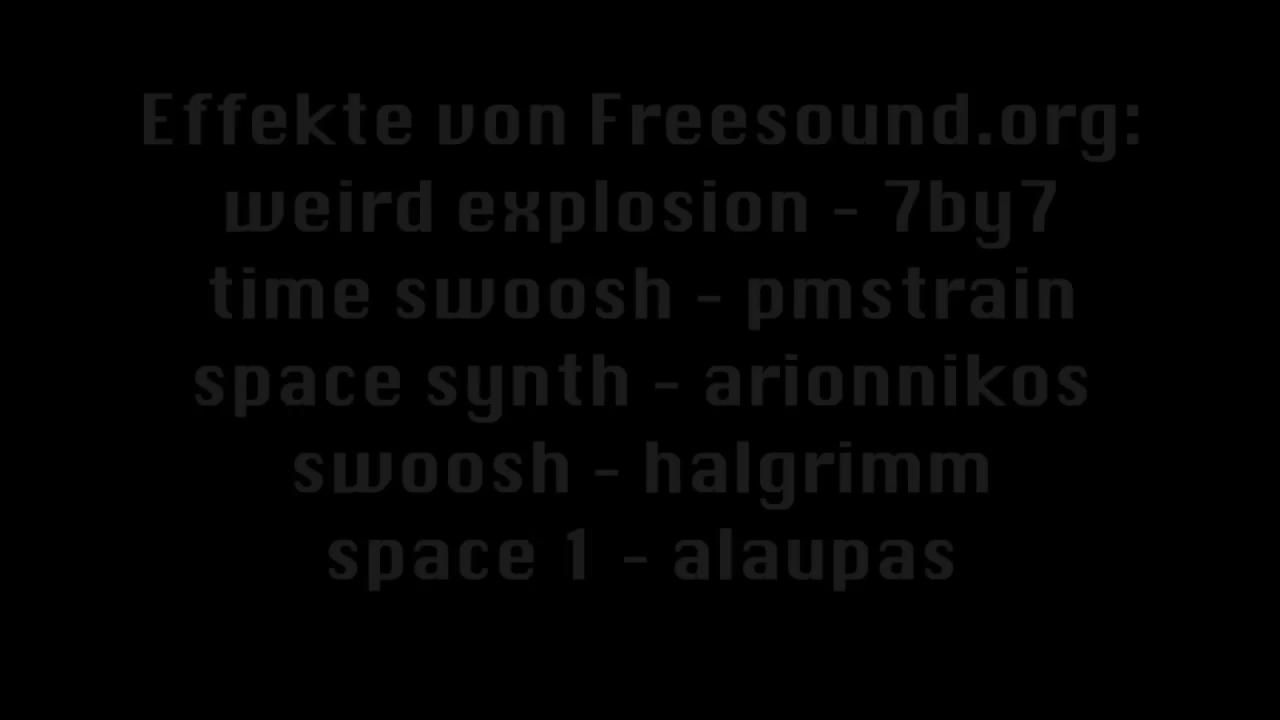 Effekte von Freesound.org:
weird explosion - 7by7
time swoosh - pmstrain
space synth - arionnikos
swoosh - halgrimm
space 1 - alaupas